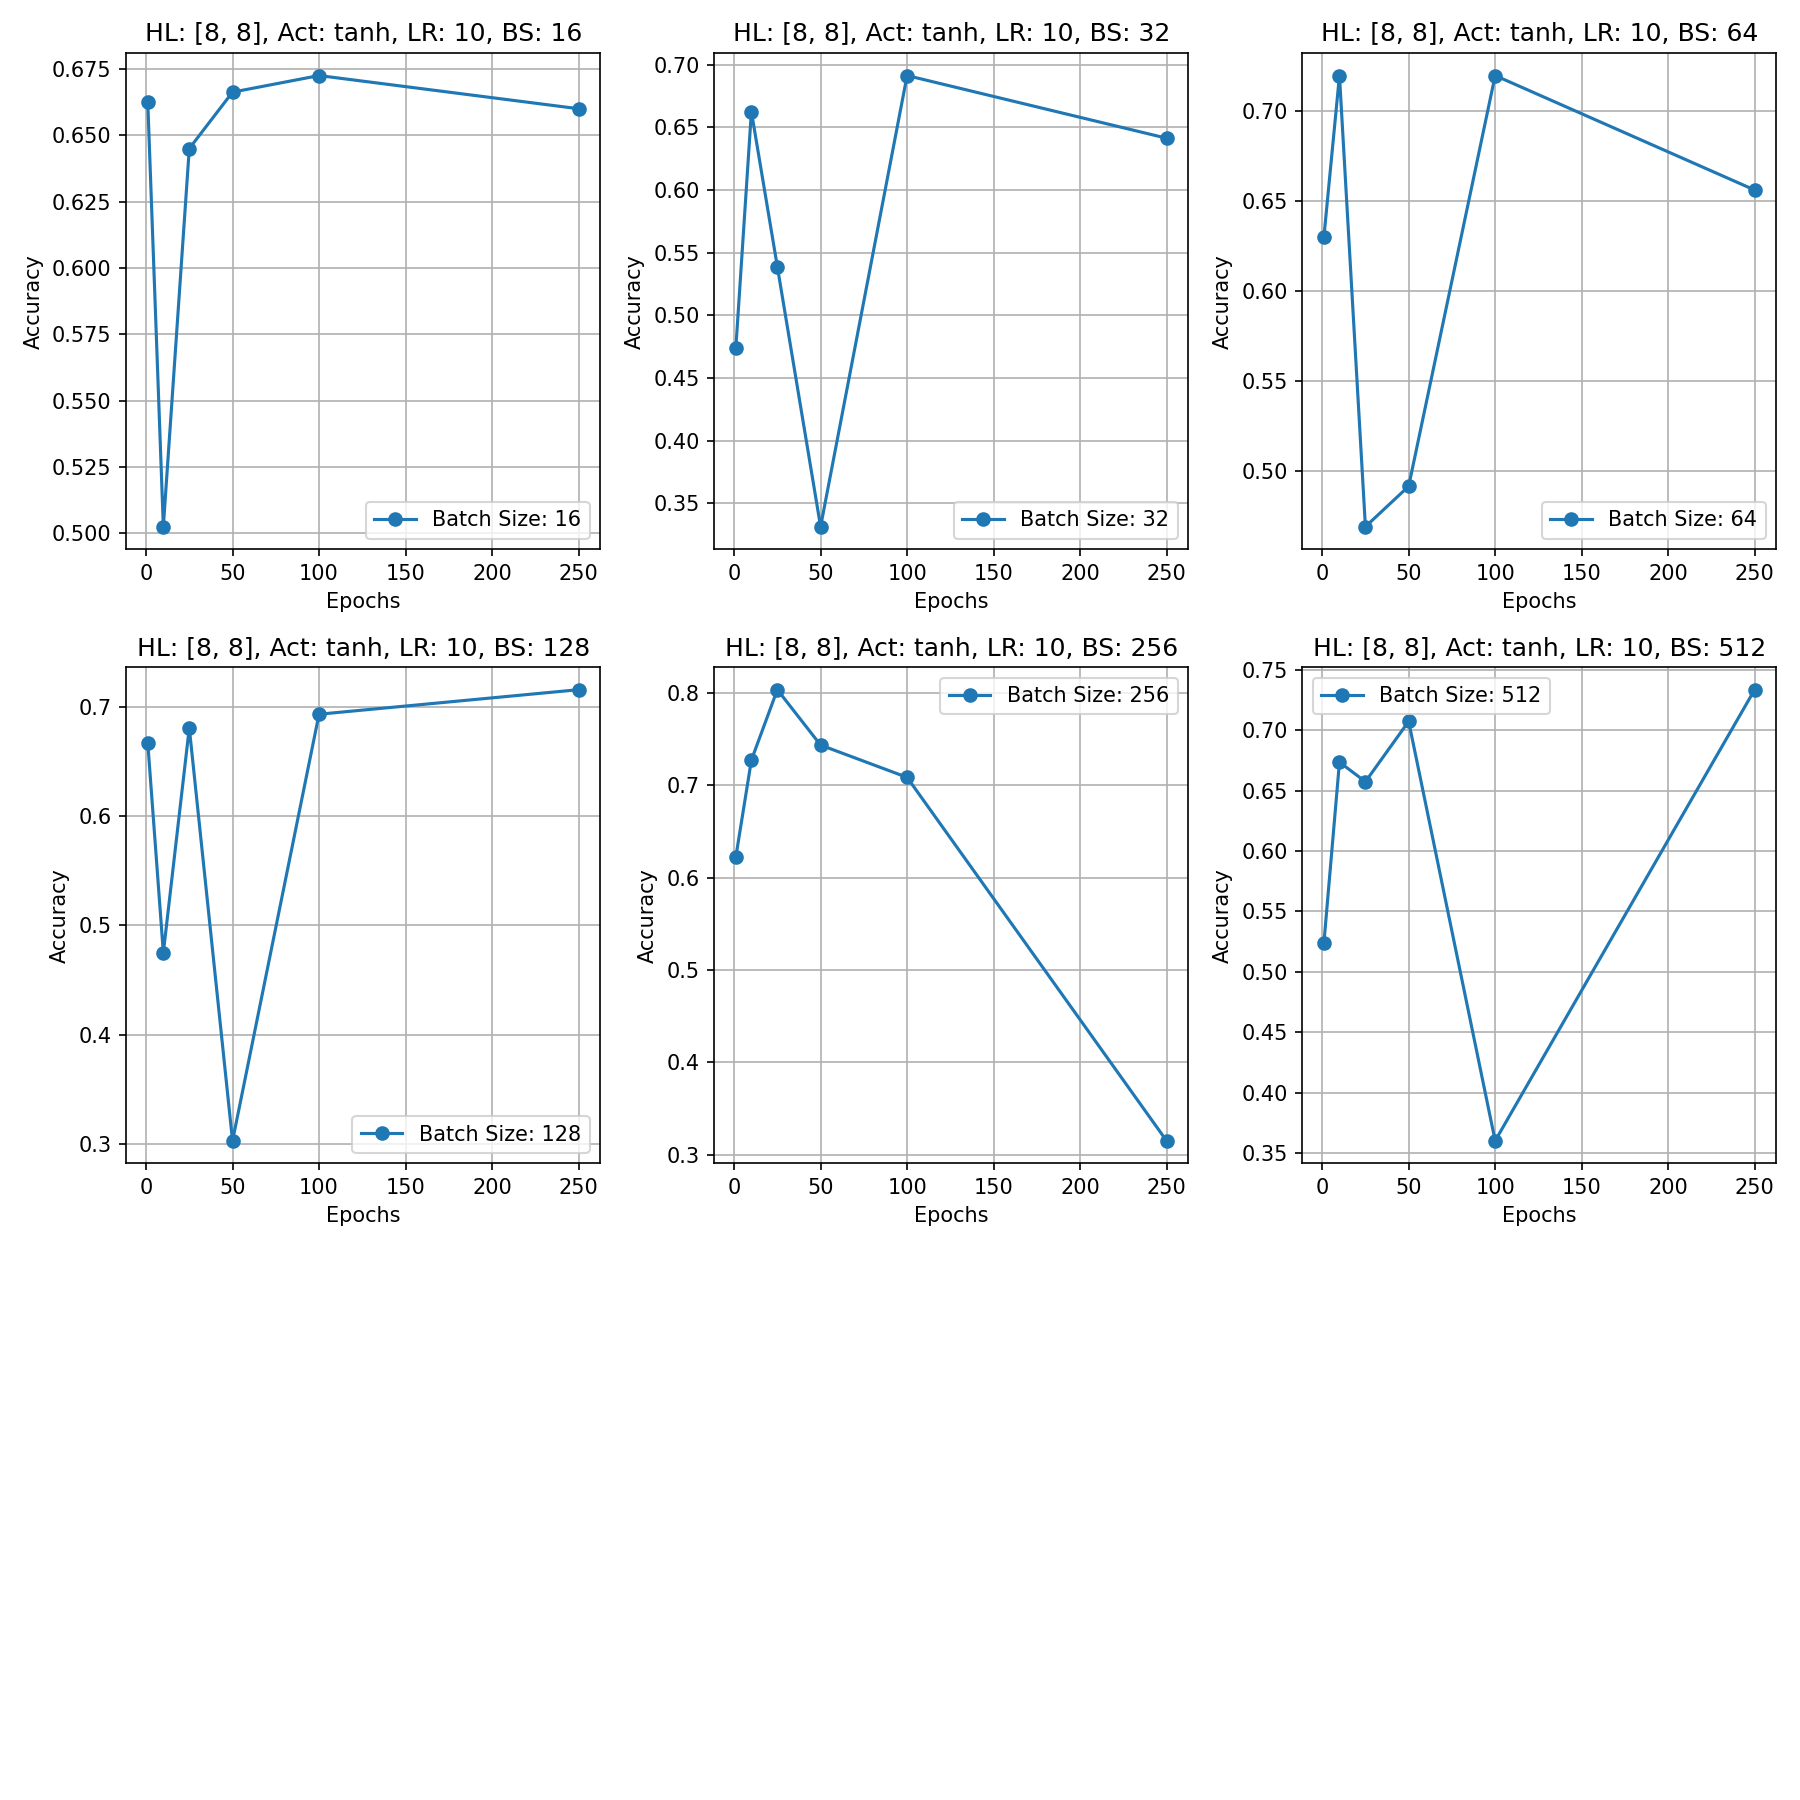 HL: [8, 8], Act: tanh, LR: 10, BS: 16
0.675
0.650
0.625
0.600
0.575
0.550
0.525
0.500
Accuracy
Batch Size: 16
0 50 100 150 200 250
Epochs
HL: [8, 8], Act: tanh, LR: 10, BS: 32
0.70
0.65
0.60
0.55
0.50
0.45
0.40
0.35
Accuracy
Batch Size: 32
0 50 100 150 200 250
Epochs
HL: [8, 8], Act: tanh, LR: 10, BS: 64
0.70
0.65
0.60
0.55
0.50
Accuracy
Batch Size: 64
0 50 100 150 200 250
Epochs
HL: [8, 8], Act: tanh, LR: 10, BS: 128
0.7
0.6
0.5
0.4
0.3
Accuracy
Batch Size: 128
0 50 100 150 200 250
Epochs
HL: [8, 8], Act: tanh, LR: 10, BS: 256
Batch Size: 256
0.8
0.7
0.6
0.5
0.4
0.3
Accuracy
0 50 100 150 200 250
Epochs
HL: [8, 8], Act: tanh, LR: 10, BS: 512
Batch Size: 512
0.75
0.70
0.65
0.60
0.55
0.50
0.45
0.40
0.35
Accuracy
0 50 100 150 200 250
Epochs